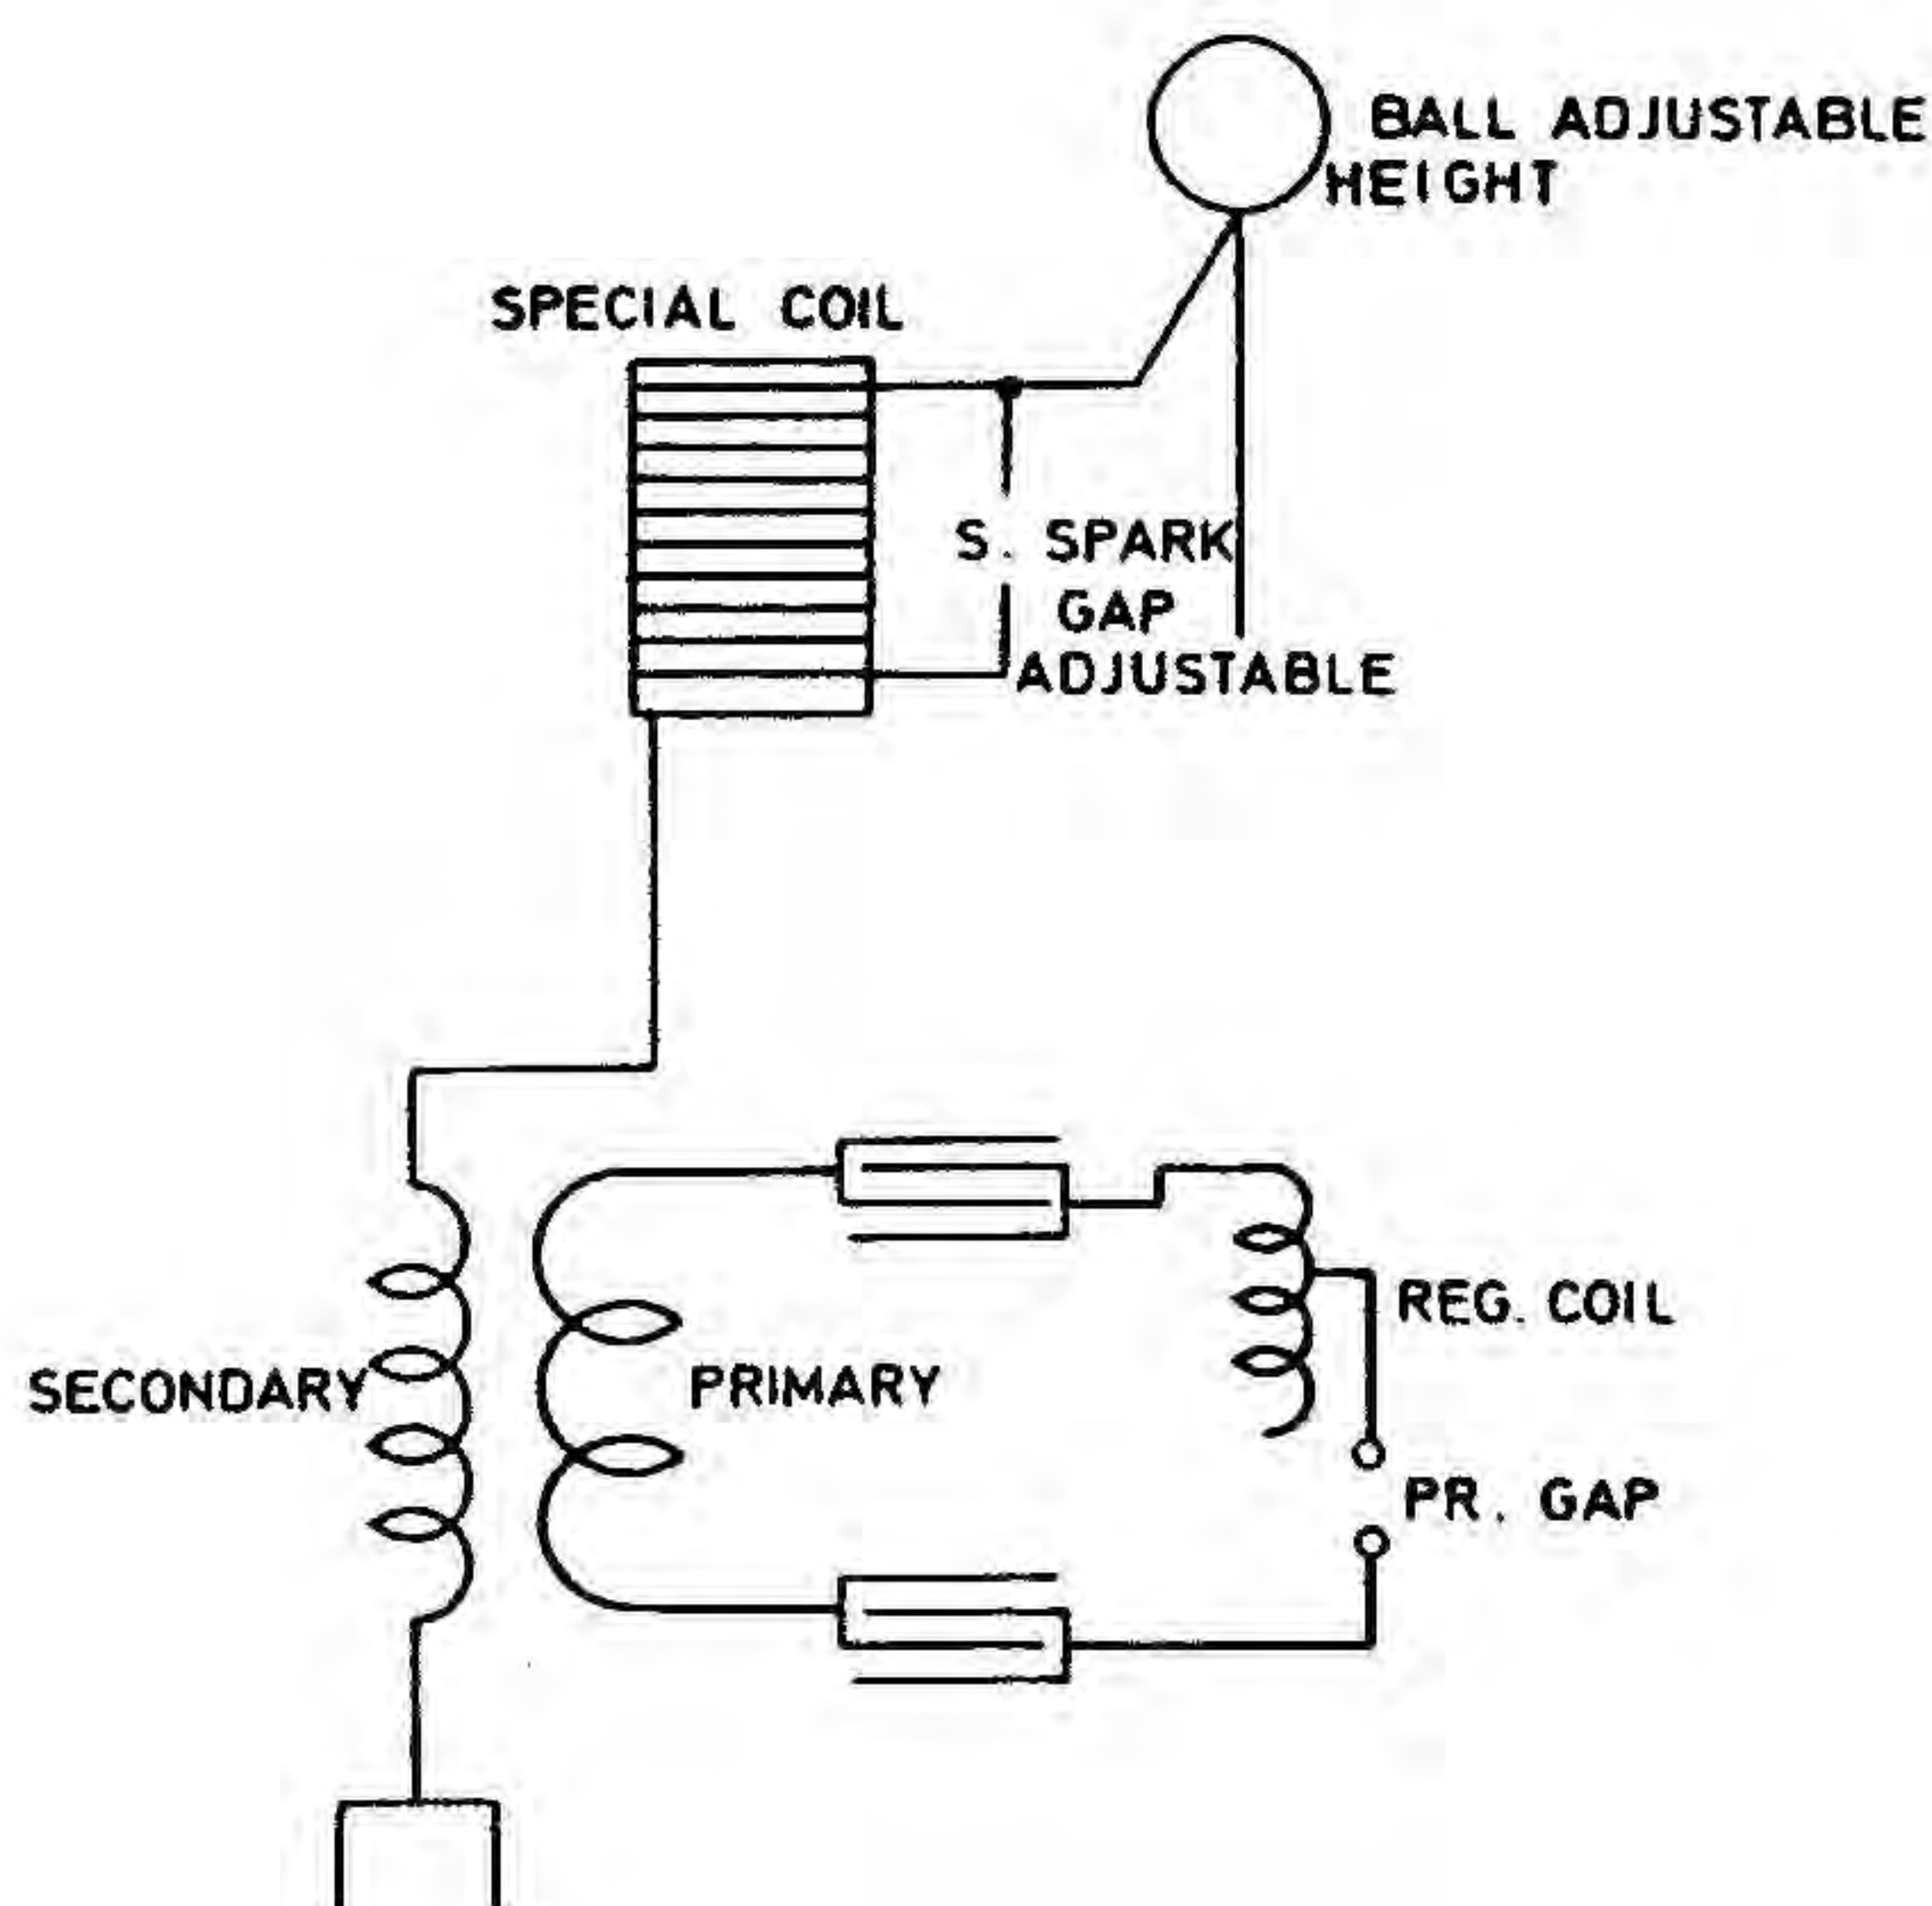 BALL ADJUSTABLE
HEIGHT
SPECIAL COIL
S. SPARK
GAP
ADJUSTABLE
REG. COIL
SECONDARY
PRIMARY
PR. GAP